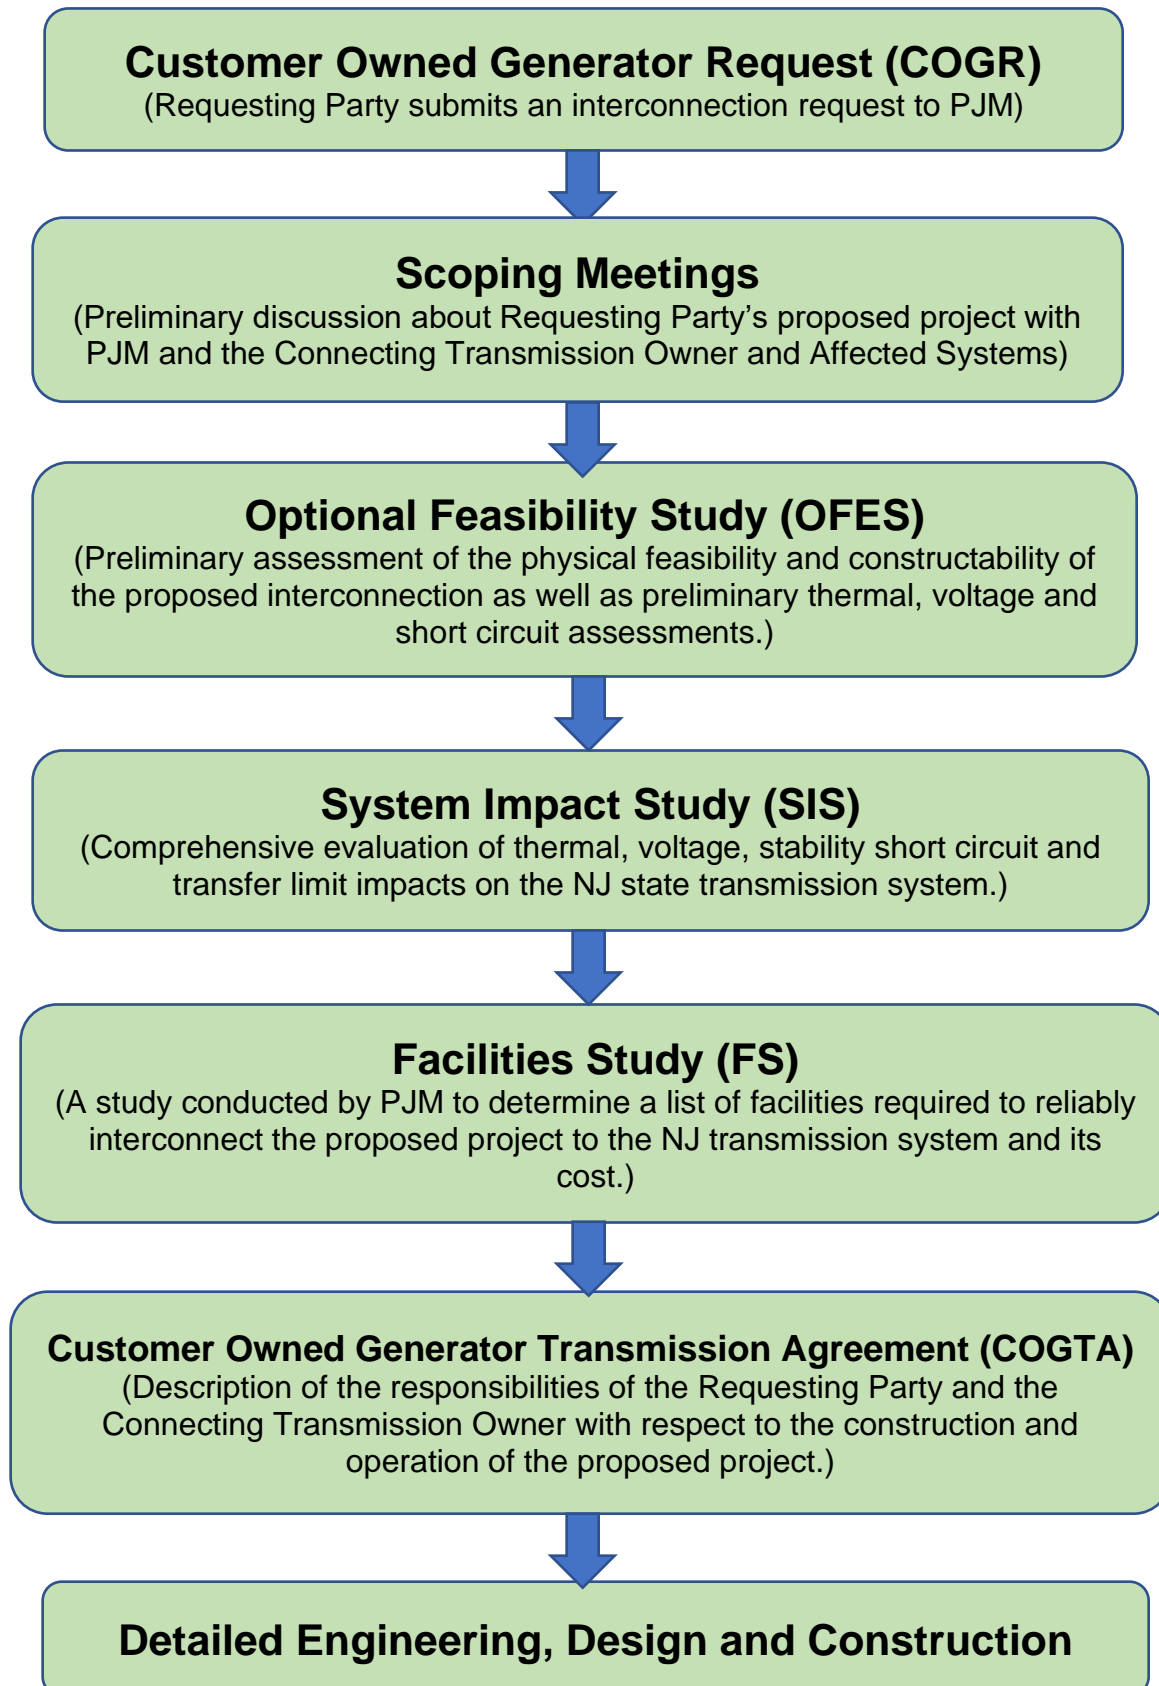 Customer Owned Generator Request (COGR)
(Requesting Party submits an interconnection request to PJM)
Scoping Meetings
(Preliminary discussion about Requesting Party’s proposed project with
PJM and the Connecting Transmission Owner and Affected Systems)
Optional Feasibility Study (OFES)
(Preliminary assessment of the physical feasibility and constructability of
the proposed interconnection as well as preliminary thermal, voltage and
short circuit assessments.)
System Impact Study (SIS)
(Comprehensive evaluation of thermal, voltage, stability short circuit and
transfer limit impacts on the NJ state transmission system.)
Facilities Study (FS)
(A study conducted by PJM to determine a list of facilities required to reliably
interconnect the proposed project to the NJ transmission system and its
cost.)
Customer Owned Generator Transmission Agreement (COGTA)
(Description of the responsibilities of the Requesting Party and the
Connecting Transmission Owner with respect to the construction and
operation of the proposed project.)
Detailed Engineering, Design and Construction